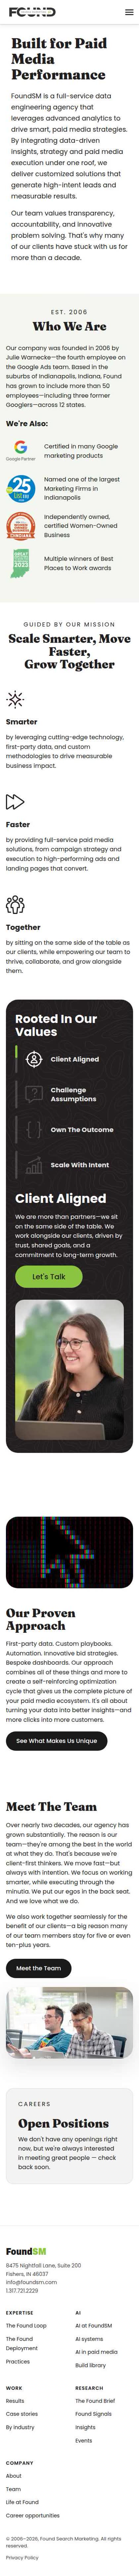 FOUND
Built for Paid
Media
Performance
FoundSM is a full-service data
engineering agency that
leverages advanced analytics to
drive smart, paid media strategies.
By integrating data-driven
insights, strategy and paid media
execution under one roof, we
deliver customized solutions that
generate high-intent leads and
measurable results.
Our team values transparency,
accountability, and innovative
problem solving. That's why many
of our clients have stuck with us for
more than a decade.
EST. 2006
Who We Are
Our company was founded in 2006 by
Julie Warnecke—the fourth employee on
the Google Ads team. Based in the
suburbs of Indianapolis, Indiana, Found
has grown to include more than 50
employees—including three former
Googlers—across 12 states.
We're Also:
Google Partner
Certified in many Google
marketing products
25
Named one of the largest
Marketing Firms in
Indianapolis
Independently owned,
certified Women-Owned
Business
Multiple winners of Best
Places to Work awards
GUIDED BY OUR MISSION
Scale Smarter, Move
Faster,
Grow Together
Smarter
by leveraging cutting-edge technology,
first-party data, and custom
methodologies to drive measurable
business impact.
Faster
by providing full-service paid media
solutions, from campaign strategy and
execution to high-performing ads and
landing pages that convert.
Together
by sitting on the same side of the table as
our clients, while empowering our team to
thrive, collaborate, and grow alongside
them.
Rooted In Our
Values
Client Aligned
Challenge
Assumptions
Own The Outcome
Scale With Intent
Client Aligned
We are more than partners—we sit
on the same side of the table. We
work alongside our clients, driven by
trust, shared goals, and a
commitment to long-term growth.
Let's Talk
Our Proven
Approach
First-party data. Custom playbooks.
Automation. Innovative bid strategies.
Bespoke dashboards. Our approach
combines all of these things and more to
create a self-reinforcing optimization
cycle that gives us the complete picture of
your paid media ecosystem. It's all about
turning your data into better insights—and
more clicks into more customers.
See What Makes Us Unique
Meet The Team
Over nearly two decades, our agency has
grown substantially. The reason is our
team—they're among the best in the world
at what they do. That's because we're
client-first thinkers. We move fast—but
always with intention. We focus on working
smarter, while executing through the
minutia. We put our egos in the back seat.
And we love what we do.
We also work together seamlessly for the
benefit of our clients—a big reason many
of our team members stay for five or even
ten-plus years.
Meet the Team
CAREERS
Open Positions
We don't have any openings right
now, but we're always interested
in meeting great people — check
back soon.
FoundSM
8475 Nightfall Lane, Suite 200
Fishers, IN 46037
info@foundsm.com
1.317.721.2229
EXPERTISE
The Found Loop
The Found
Deployment
Practices
AI
AI at FoundSM
AI systems
AI in paid media
Build library
WORK
Results
Case stories
By Industry
RESEARCH
The Found Brief
Found Signals
Insights
Events
COMPANY
About
Team
Life at Found
Career opportunities
© 2006–2026, Found Search Marketing. All rights
reserved.
Privacy Policy